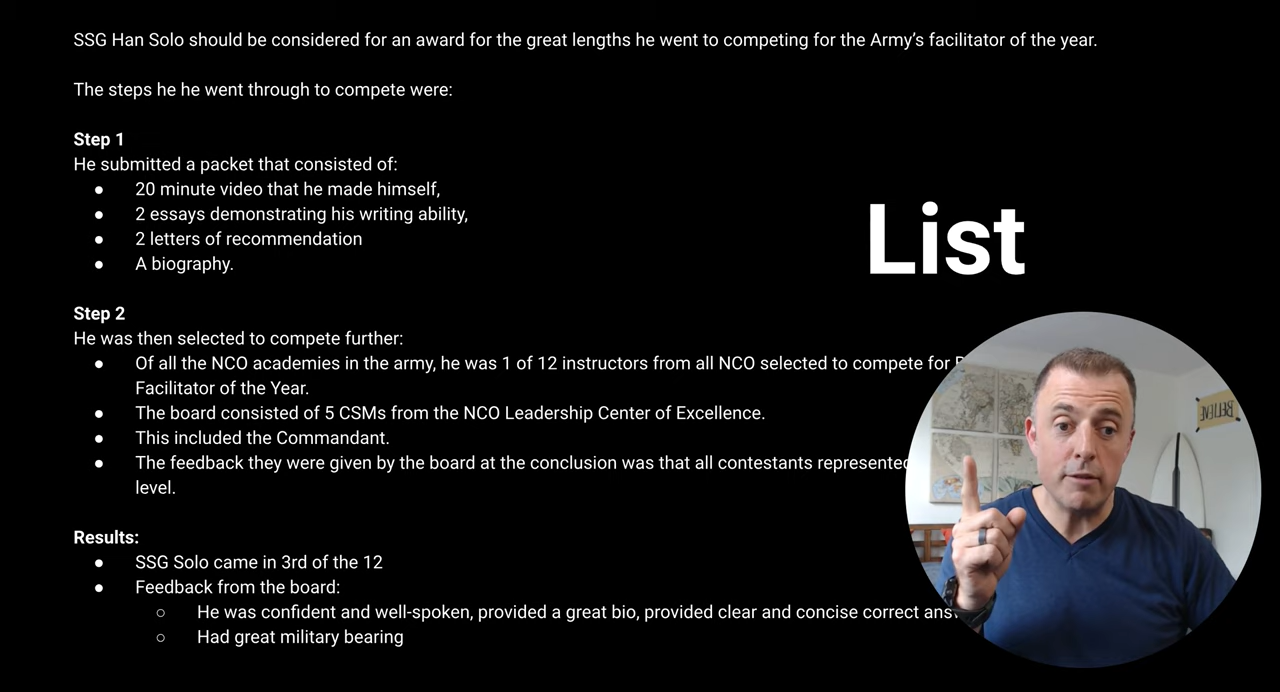 SSG Han Solo should be considered for an award for the great lengths he went to competing for the Army's facilitator of the year.
The steps he he went through to compete were:
Step 1
He submitted a packet that consisted of:
● 20 minute video that he made himself,
● 2 essays demonstrating his writing ability,
● 2 letters of recommendation
● A biography.
List
Step 2
He was then selected to compete further:
● Of all the NCO academies in the army, he was 1 of 12 instructors from all NCO selected to compete for
Facilitator of the Year.
● The board consisted of 5 CSMs from the NCO Leadership Center of Excellence.
● This included the Commandant.
● The feedback they were given by the board at the conclusion was that all contestants represented
level.
BELIEVE
Results:
● SSG Solo came in 3rd of the 12
● Feedback from the board:
○ He was confident and well-spoken, provided a great bio, provided clear and concise correct
○ Had great military bearing